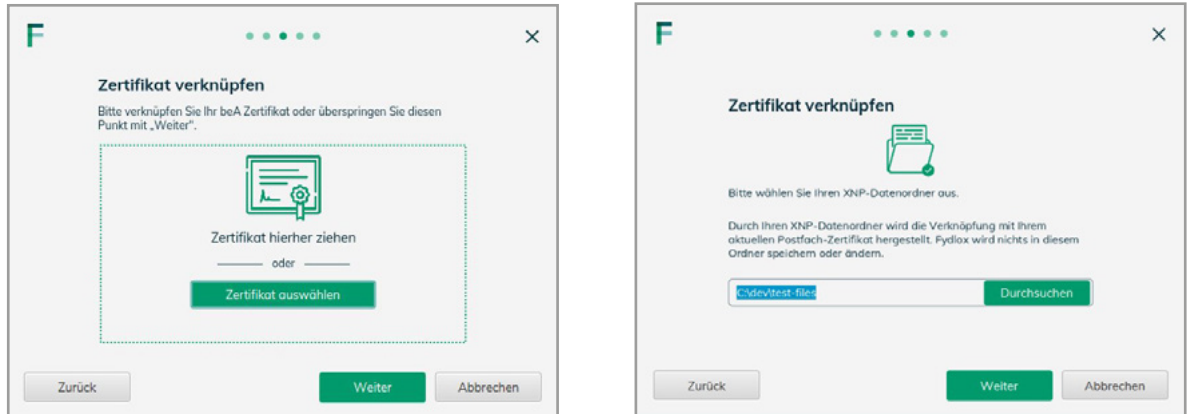 F
Zertifikat verknüpfen
Bitte verknüpfen Sie Ihr beA Zertifikat oder überspringen Sie diesen
Punkt mit „Weiter".
Zertifikat hierher ziehen
oder
Zertifikat auswählen
Zurück
Weiter
Abbrechen
F
Zertifikat verknüpfen
Bitte wählen Sie Ihren XNP-Datenordner aus.
Durch Ihren XNP-Datenordner wird die Verknüpfung mit Ihrem
aktuellen Postfach-Zertifikat hergestellt. Fydlox wird nichts in diesem
Ordner speichern oder ändern.
C:\dev\test-files
Durchsuchen
Zurück
Weiter
Abbrechen